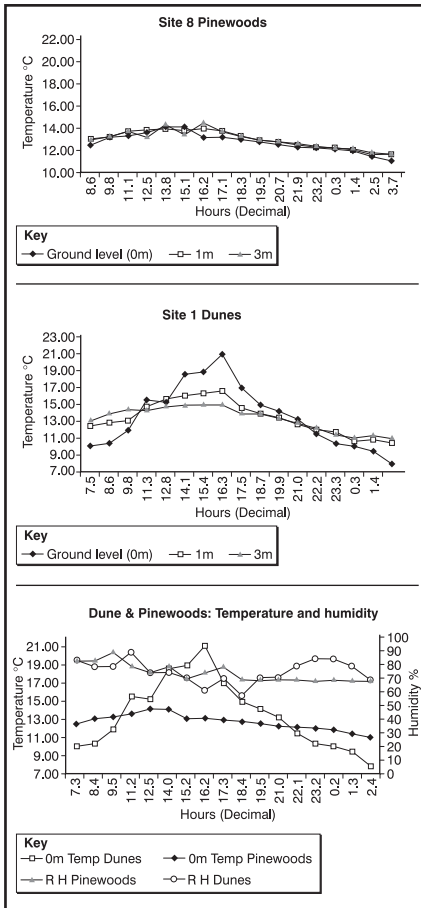 Site 8 Pinewoods
Temperature °C
22.00
20.00
18.00
16.00
14.00
12.00
10.00
8.6 9.8 11.1 12.5 13.8 15.1 16.2 17.1 18.3 19.5 20.7 21.9 23.2 0.3 1.4 2.5 3.7
Hours (Decimal)
Key
Ground level (0m) 1m 3m
Site 1 Dunes
Temperature °C
23.00
21.00
19.00
17.00
15.00
13.00
11.00
9.00
7.00
7.5 8.6 9.8 11.3 12.8 14.1 15.4 16.3 17.5 18.7 19.9 21.0 22.2 23.3 0.3 1.4
Hours (Decimal)
Key
Ground level (0m) 1m 3m
Dune & Pinewoods: Temperature and humidity
Temperature °C
21.00
19.00
17.00
15.00
13.00
11.00
9.00
7.00
100
90
80
70
60
50
40
30
20
10
0
Humidity %
7.3 8.4 9.5 11.2 12.5 14.0 15.2 16.2 17.2 18.4 19.5 21.0 22.1 23.2 0.2 1.3 2.4
Hours (Decimal)
Key
0m Temp Dunes 0m Temp Pinewoods
R H Pinewoods R H Dunes